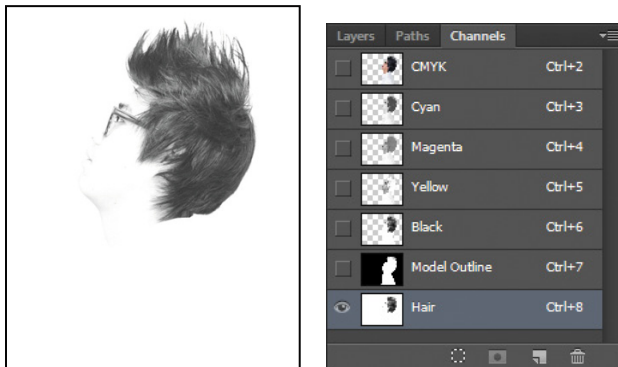 Layers Paths Channels
CMYK Ctrl+2
Cyan Ctrl+3
Magenta Ctrl+4
Yellow Ctrl+5
Black Ctrl+6
Model Outline Ctrl+7
Hair Ctrl+8